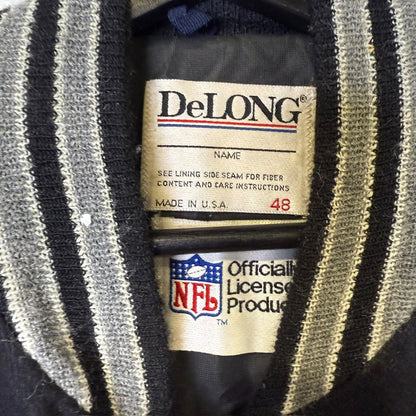 DeLONG
NAME
SEE LINING SIDE SEAM FOR FIBER
CONTENT AND CARE INSTRUCTIONS
MADE IN U.S.A. 48
NFL
TM
Officially
License
Produc